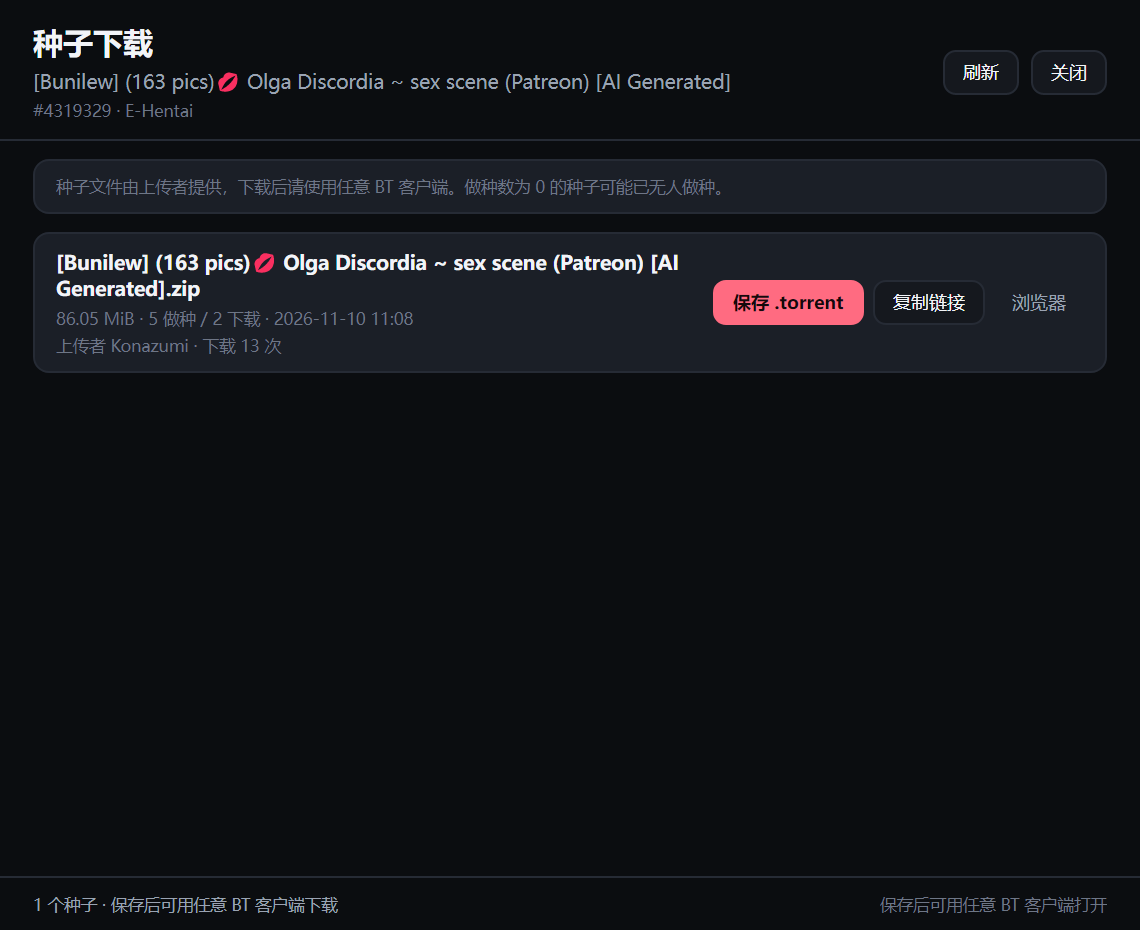 种子下载
[Bunilew] (163 pics)💋 Olga Discordia ~ sex scene (Patreon) [AI Generated]
#4319329 · E-Hentai
刷新
关闭
种子文件由上传者提供，下载后请使用任意 BT 客户端。做种数为 0 的种子可能已无人做种。
[Bunilew] (163 pics)💋 Olga Discordia ~ sex scene (Patreon) [AI
Generated].zip
86.05 MiB · 5 做种 / 2 下载 · 2026-11-10 11:08
上传者 Konazumi · 下载 13 次
保存 .torrent
复制链接
浏览器
1 个种子 · 保存后可用任意 BT 客户端下载
保存后可用任意 BT 客户端打开